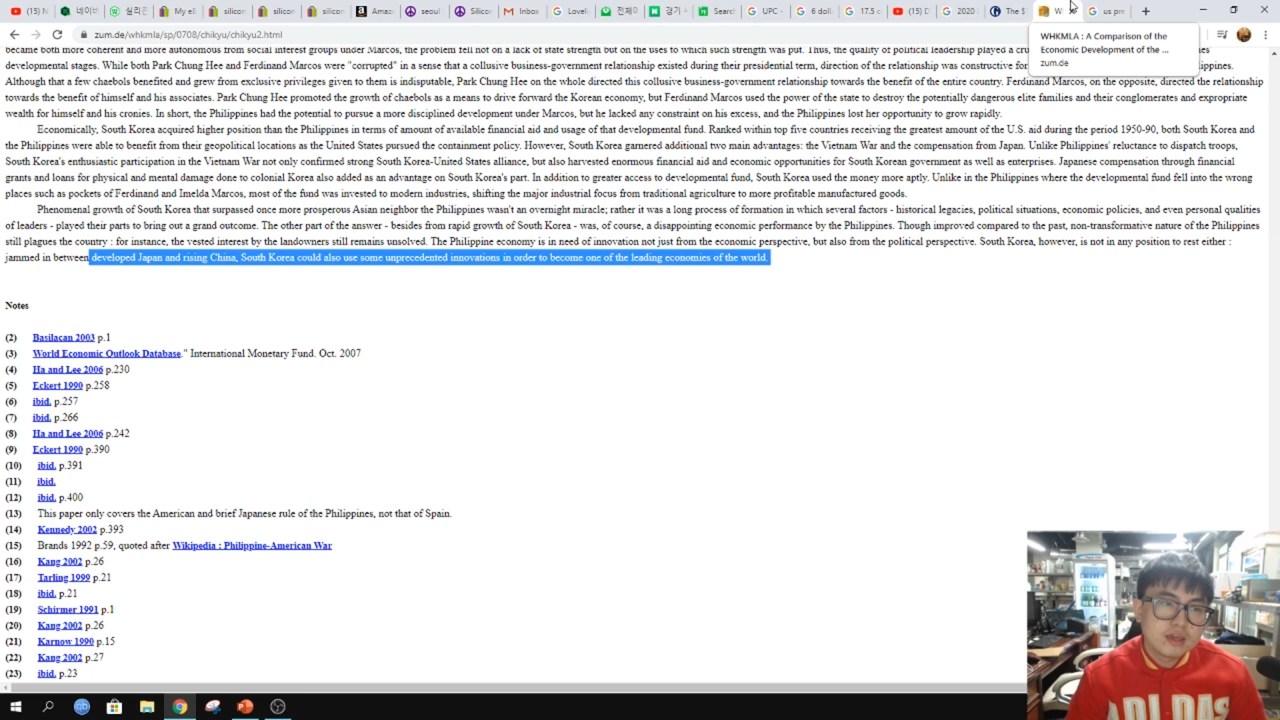 (15) N
네이버
실리콘
My eli
silicon
silicon
silicon
Amaz
seoul
Silicon
Inbox
Loveli
전제이
경기
Search
UPC -
6 doll
17.5 c
(15) D
2020
The S
W
us pre
zum.de/whkmla/sp/0708/chikyu/chikyu2.html
WHKMLA : A Comparison of the
Economic Development of the ...
zum.de
became both more coherent and more autonomous from social interest groups under Marcos, the problem fell not on a lack of state strength but on the uses to which such strength was put. Thus, the quality of political leadership played a cru
developmental stages. While both Park Chung Hee and Ferdinand Marcos were "corrupted" in a sense that a collusive business-government relationship existed during their presidential term, direction of the relationship was constructive for
Although that a few chaebols benefited and grew from exclusive privileges given to them is indisputable, Park Chung Hee on the whole directed this collusive business-government relationship towards the benefit of the entire country. Ferdinand Marcos, on the opposite, directed the relationship
towards the benefit of himself and his associates. Park Chung Hee promoted the growth of chaebols as a means to drive forward the Korean economy, but Ferdinand Marcos used the power of the state to destroy the potentially dangerous elite families and their conglomerates and expropriate
wealth for himself and his cronies. In short, the Philippines had the potential to pursue a more disciplined development under Marcos, but he lacked any constraint on his excess, and the Philippines lost her opportunity to grow rapidly.
Economically, South Korea acquired higher position than the Philippines in terms of amount of available financial aid and usage of that developmental fund. Ranked within top five countries receiving the greatest amount of the U.S. aid during the period 1950-90, both South Korea and
the Philippines were able to benefit from their geopolitical locations as the United States pursued the containment policy. However, South Korea garnered additional two main advantages: the Vietnam War and the compensation from Japan. Unlike Philippines' reluctance to dispatch troops,
South Korea's enthusiastic participation in the Vietnam War not only confirmed strong South Korea-United States alliance, but also harvested enormous financial aid and economic opportunities for South Korean government as well as enterprises. Japanese compensation through financial
grants and loans for physical and mental damage done to colonial Korea also added as an advantage on South Korea's part. In addition to greater access to developmental fund, South Korea used the money more aptly. Unlike in the Philippines where the developmental fund fell into the wrong
places such as pockets of Ferdinand and Imelda Marcos, most of the fund was invested to modern industries, shifting the major industrial focus from traditional agriculture to more profitable manufactured goods.
Phenomenal growth of South Korea that surpassed once more prosperous Asian neighbor the Philippines wasn't an overnight miracle; rather it was a long process of formation in which several factors - historical legacies, political situations, economic policies, and even personal qualities
of leaders - played their parts to bring out a grand outcome. The other part of the answer - besides from rapid growth of South Korea - was, of course, a disappointing economic performance by the Philippines. Though improved compared to the past, non-transformative nature of the Philippines
still plagues the country : for instance, the vested interest by the landowners still remains unsolved. The Philippine economy is in need of innovation not just from the economic perspective, but also from the political perspective. South Korea, however, is not in any position to rest either :
jammed in between developed Japan and rising China, South Korea could also use some unprecedented innovations in order to become one of the leading economies of the world.
Notes
(2) Basilacan 2003 p.1
(3) World Economic Outlook Database." International Monetary Fund. Oct. 2007
(4) Ha and Lee 2006 p.230
(5) Eckert 1990 p.258
(6) ibid. p.257
(7) ibid. p.266
(8) Ha and Lee 2006 p.242
(9) Eckert 1990 p.390
(10) ibid. p.391
(11) ibid.
(12) ibid. p.400
(13) This paper only covers the American and brief Japanese rule of the Philippines, not that of Spain.
(14) Kennedy 2002 p.393
(15) Brands 1992 p.59, quoted after Wikipedia : Philippine-American War
(16) Kang 2002 p.26
(17) Tarling 1999 p.21
(18) ibid. p.21
(19) Schirmer 1991 p.1
(20) Kang 2002 p.26
(21) Karnow 1990 p.15
(22) Kang 2002 p.27
(23) ibid. p.23